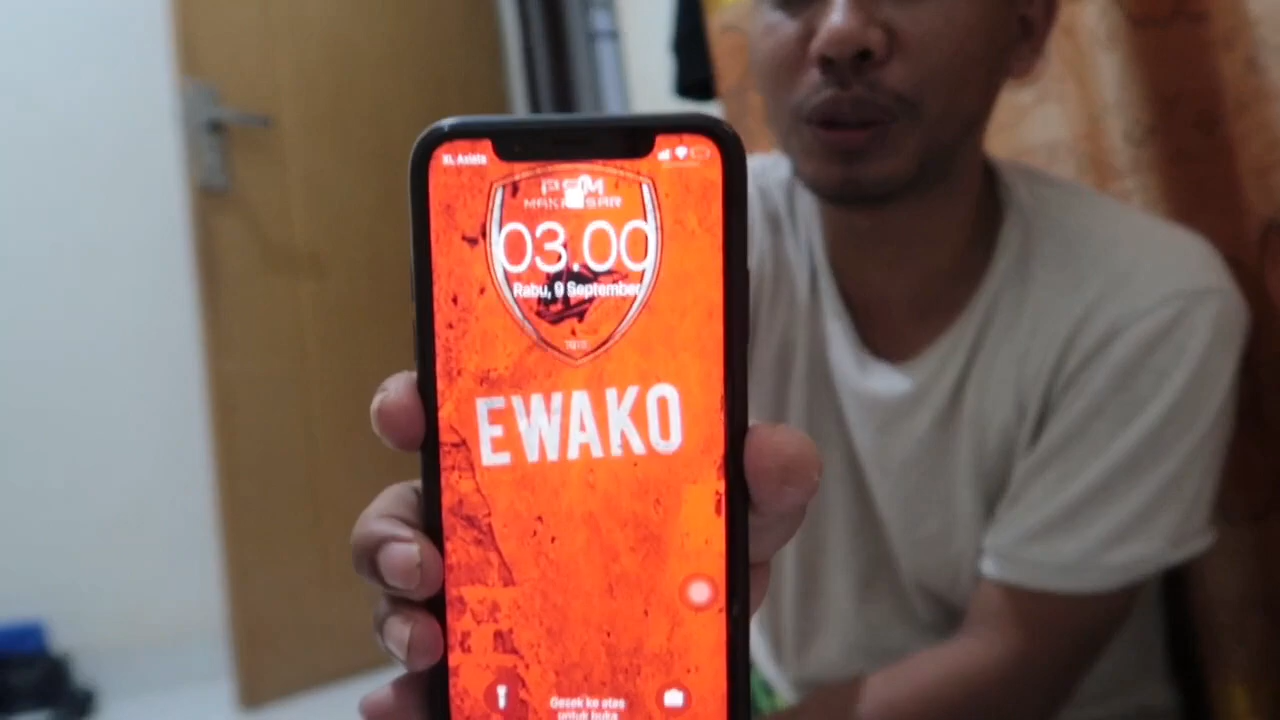 XL Axiata
PSM
MAKASSAR
03.00
Rabu, 9 September
EWAKO
Gesek ke atas
untuk buka